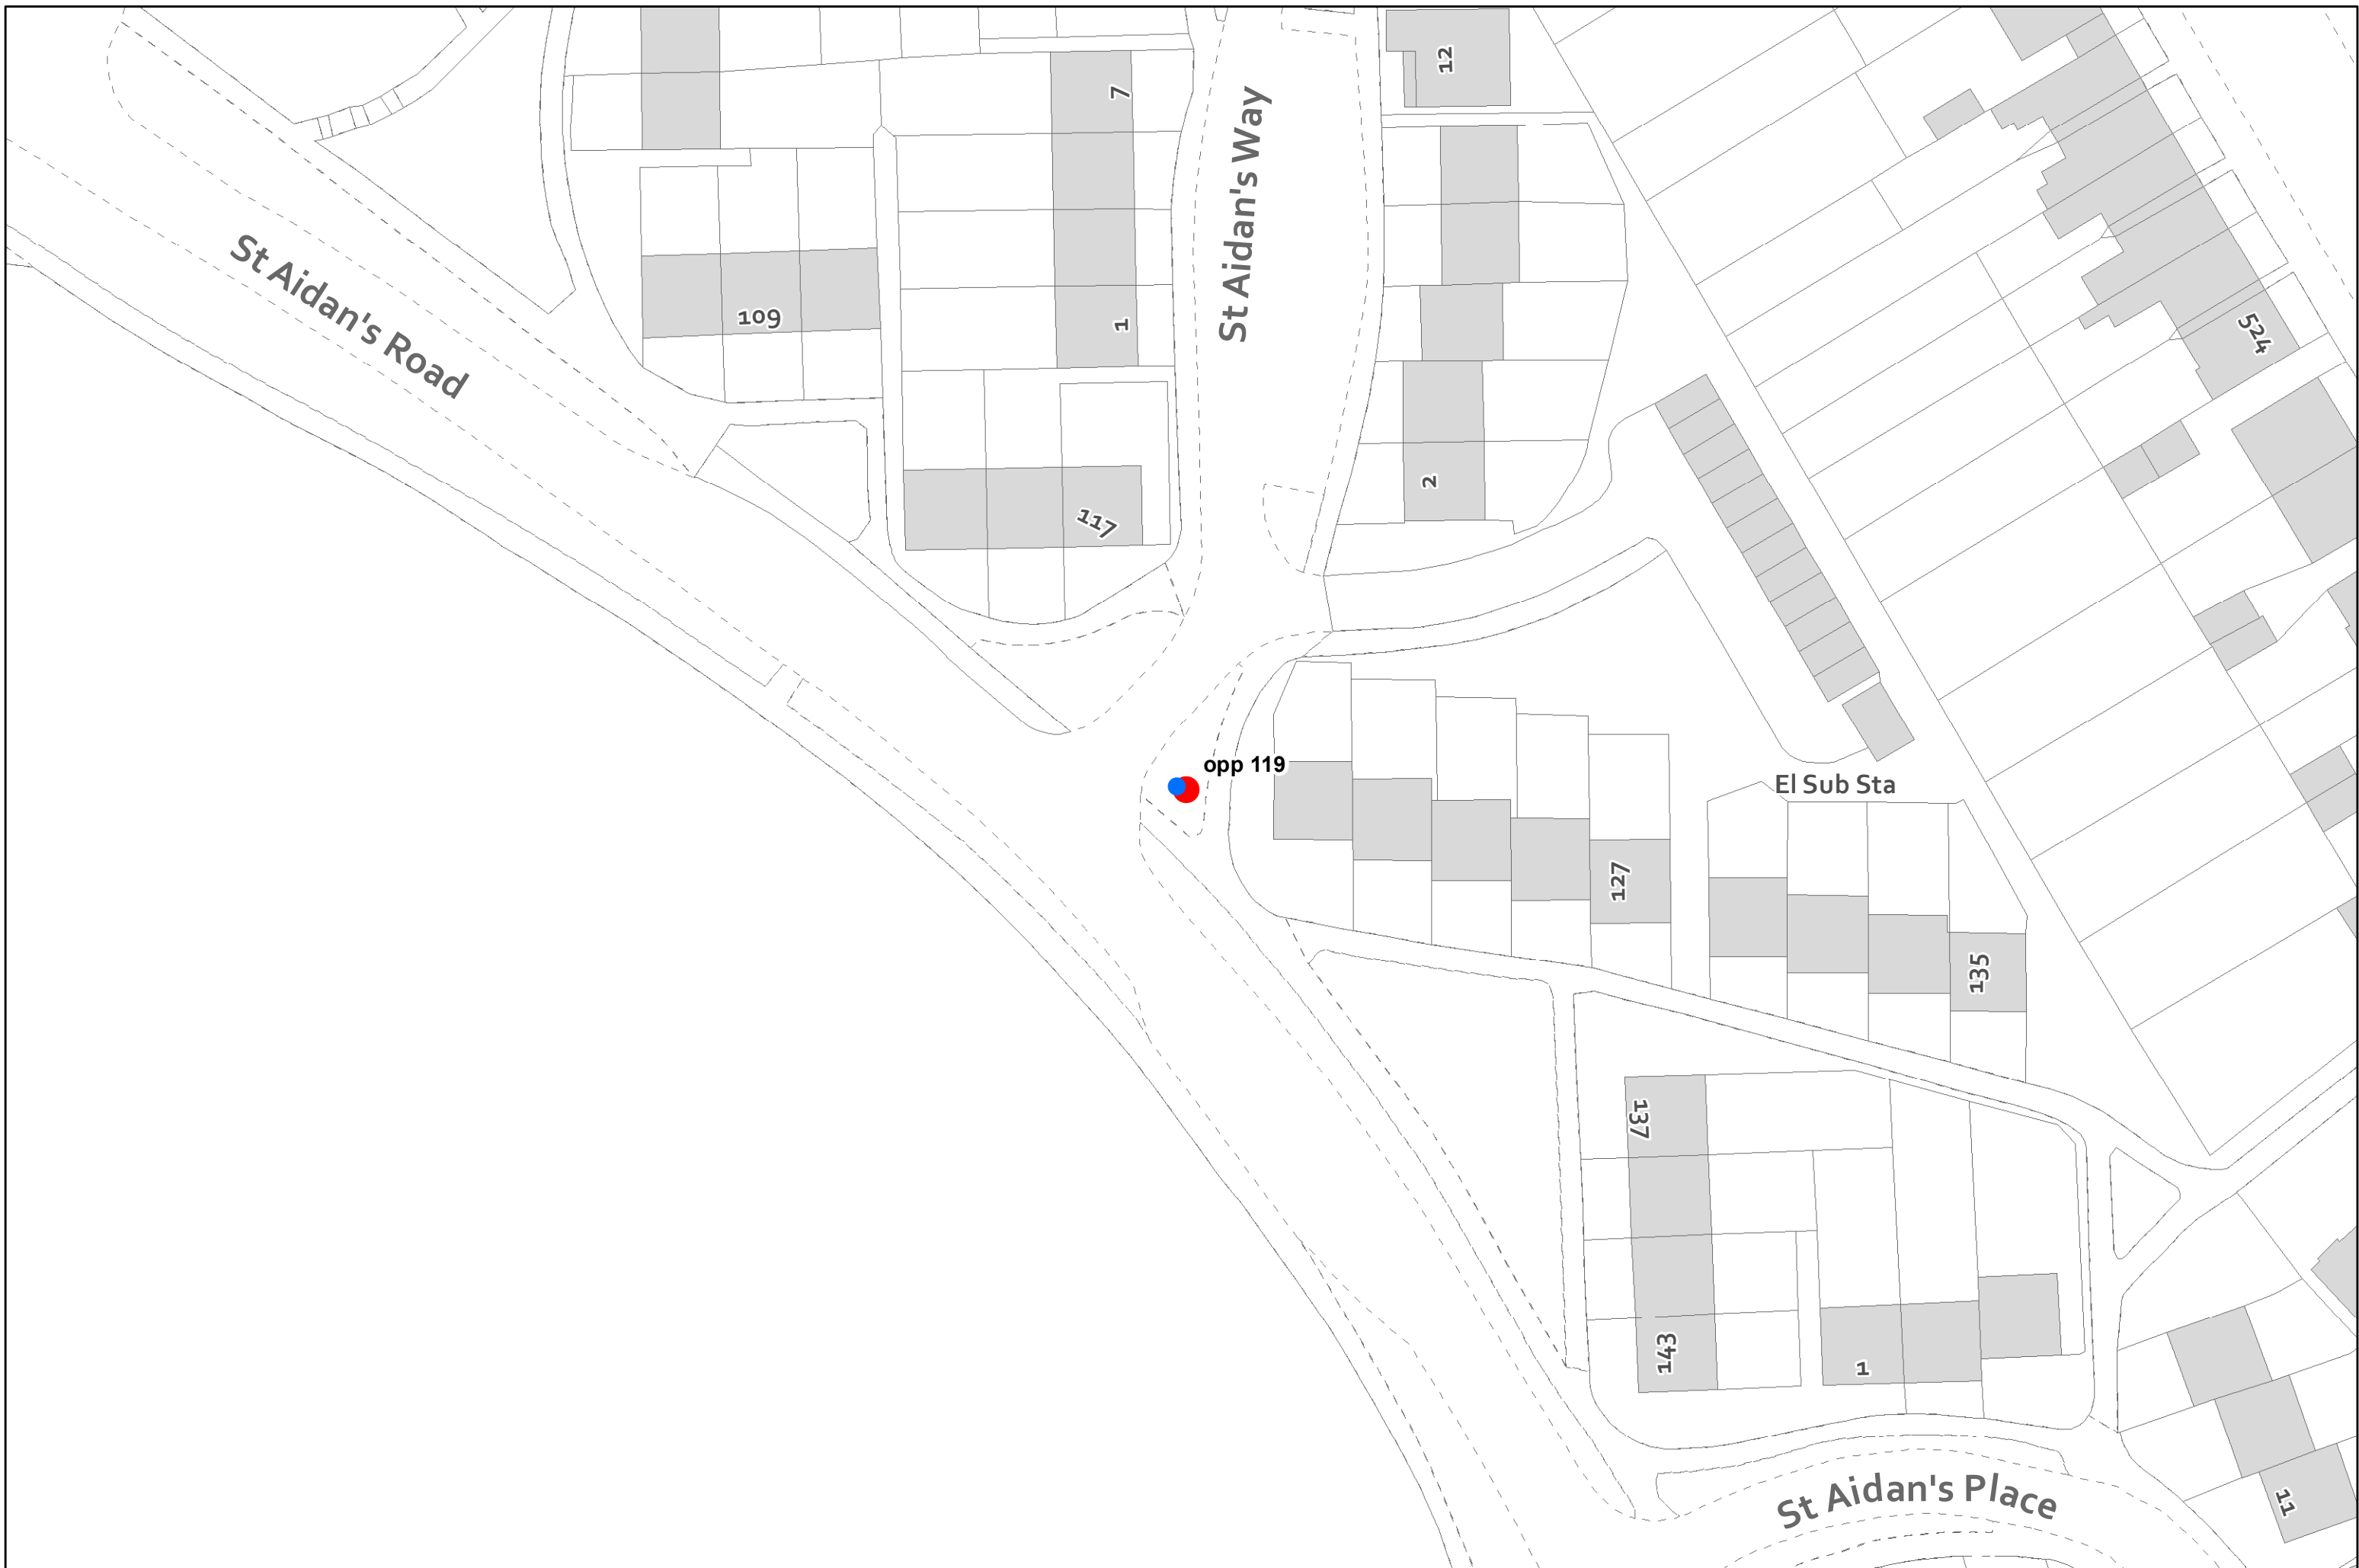 12
7
St Aidan's Way
St Aidan's Road
109
1
524
2
117
opp 119
El Sub Sta
127
135
137
143
1
St Aidan's Place
11